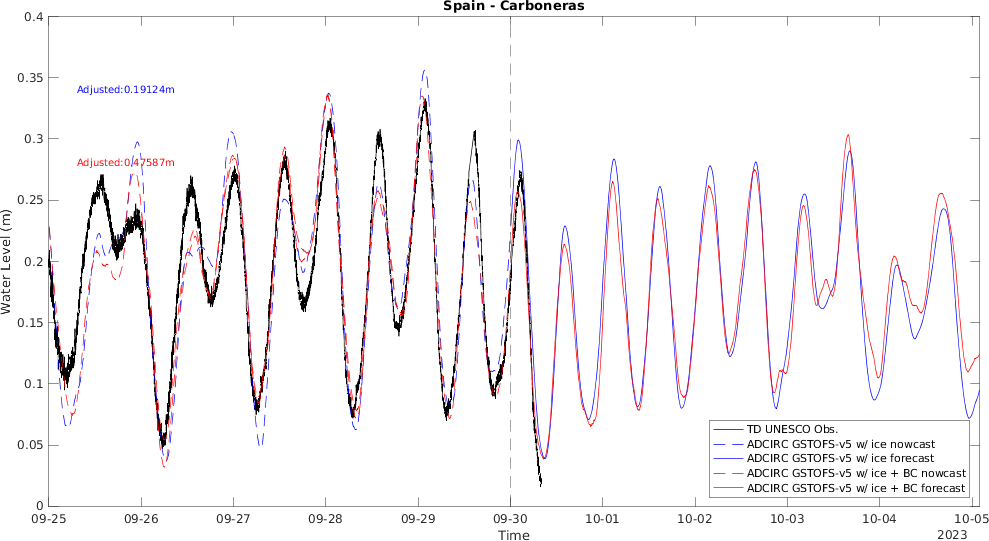 Spain - Carboneras
0.4
0.35
0.3
0.25
0.2
0.15
0.1
0.05
0
Water Level (m)
Adjusted:0.19124m
Adjusted:0.47587m
TD UNESCO Obs.
ADCIRC GSTOFS-v5 w/ ice nowcast
ADCIRC GSTOFS-v5 w/ ice forecast
ADCIRC GSTOFS-v5 w/ ice + BC nowcast
ADCIRC GSTOFS-v5 w/ ice + BC forecast
09-25 09-26 09-27 09-28 09-29 09-30 10-01 10-02 10-03 10-04 10-05
Time
2023